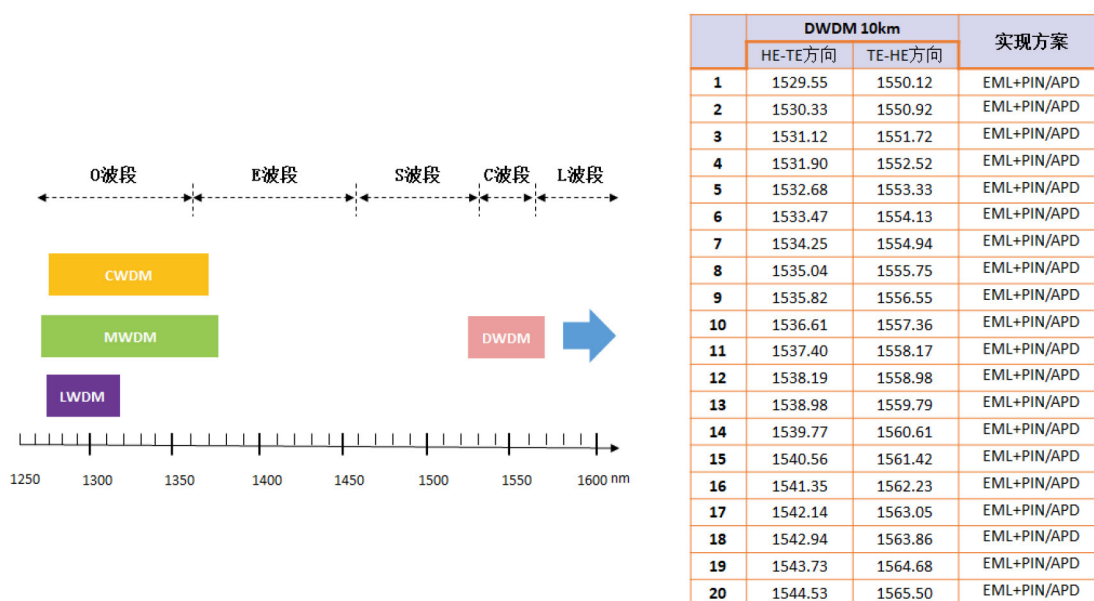 O波段 E波段 S波段 C波段 L波段
CWDM
MWDM
DWDM
LWDM
1250 1300 1350 1400 1450 1500 1550 1600 nm
DWDM 10km 实现方案
HE-TE方向 TE-HE方向
1 1529.55 1550.12 EML+PIN/APD
2 1530.33 1550.92 EML+PIN/APD
3 1531.12 1551.72 EML+PIN/APD
4 1531.90 1552.52 EML+PIN/APD
5 1532.68 1553.33 EML+PIN/APD
6 1533.47 1554.13 EML+PIN/APD
7 1534.25 1554.94 EML+PIN/APD
8 1535.04 1555.75 EML+PIN/APD
9 1535.82 1556.55 EML+PIN/APD
10 1536.61 1557.36 EML+PIN/APD
11 1537.40 1558.17 EML+PIN/APD
12 1538.19 1558.98 EML+PIN/APD
13 1538.98 1559.79 EML+PIN/APD
14 1539.77 1560.61 EML+PIN/APD
15 1540.56 1561.42 EML+PIN/APD
16 1541.35 1562.23 EML+PIN/APD
17 1542.14 1563.05 EML+PIN/APD
18 1542.94 1563.86 EML+PIN/APD
19 1543.73 1564.68 EML+PIN/APD
20 1544.53 1565.50 EML+PIN/APD